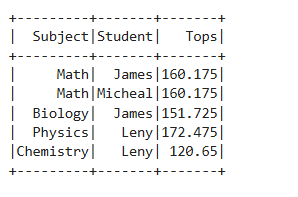 +---------+-------+-------+
|  Subject|Student|   Tops|
+---------+-------+-------+
|     Math|  James|160.175|
|     Math|Micheal|160.175|
|  Biology|  James|151.725|
|  Physics|   Leny|172.475|
|Chemistry|   Leny| 120.65|
+---------+-------+-------+